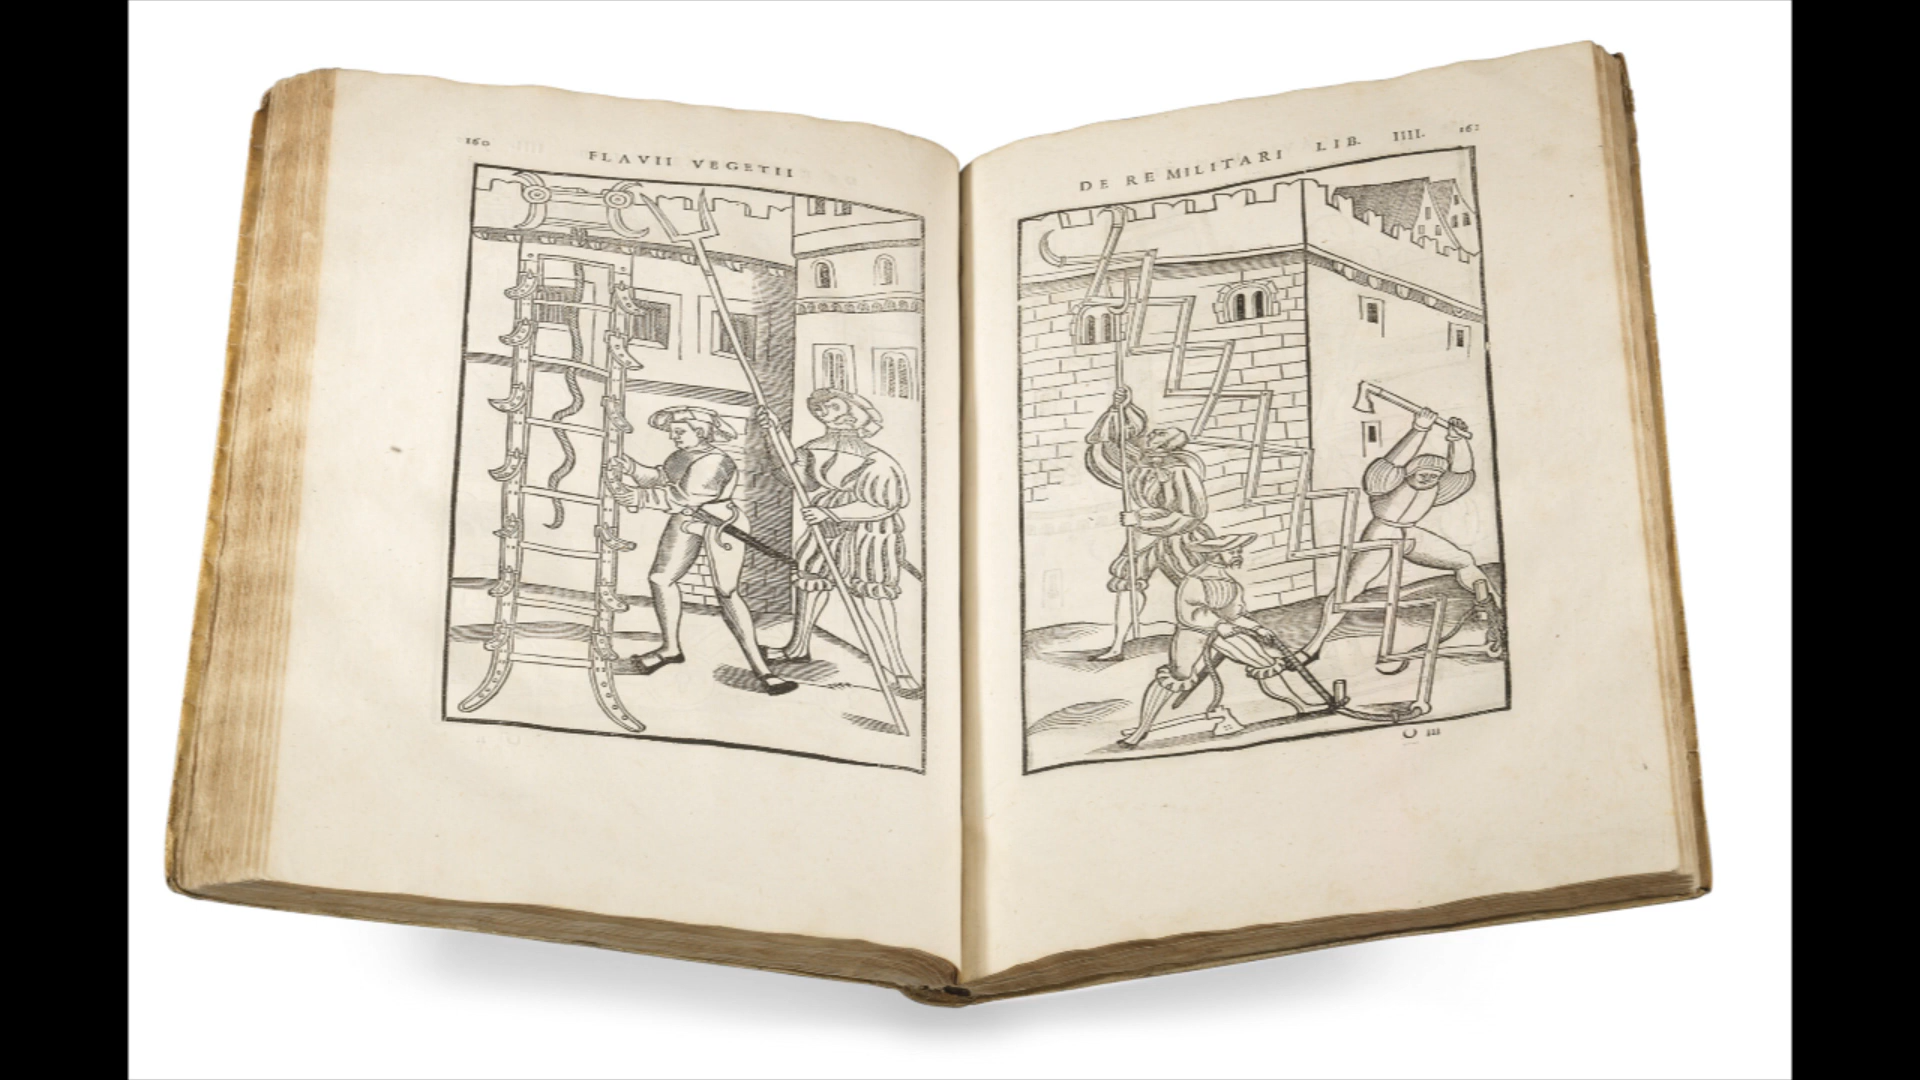 160
FLAVII VEGETII
DE RE MILITARI LIB. IIII. 161
O iii